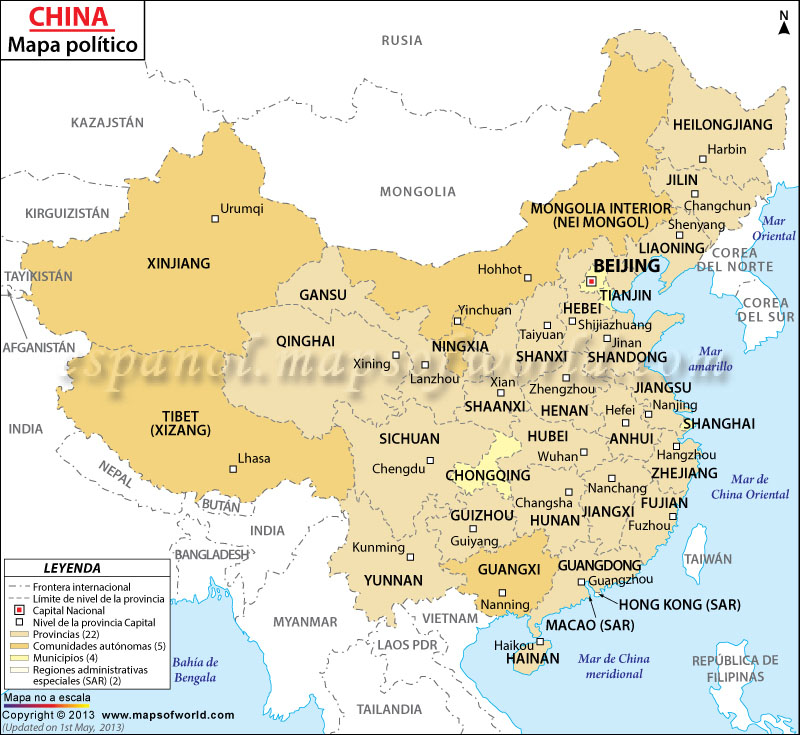 CHINA
Mapa político
N
RUSIA
KAZAJSTÁN
MONGOLIA
KIRGUIZISTÁN
TAYIKISTÁN
AFGANISTÁN
HEILONGJIANG
Harbin
JILIN
Changchun
MONGOLIA INTERIOR
(NEI MONGOL)
Shenyang
LIAONING
Mar
Oriental
COREA
DEL NORTE
COREA
DEL SUR
Urumqi
XINJIANG
Hohhot
BEIJING
TIANJIN
GANSU
HEBEI
Shijiazhuang
Yinchuan
Taiyuan
Jinan
QINGHAI
NINGXIA
SHANXI
SHANDONG
Mar
amarillo
Xining
Lanzhou
espanol.mapsofworld.com
Xian
Zhengzhou
JIANGSU
SHAANXI
HENAN
Hefei
Nanjing
TIBET
(XIZANG)
SHANGHAI
INDIA
SICHUAN
HUBEI
ANHUI
Lhasa
Chengdu
Wuhan
Hangzhou
CHONGQING
ZHEJIANG
NEPAL
Nanchang
Mar de
China Oriental
Changsha
FUJIAN
BUTÁN
GUIZHOU
HUNAN
JIANGXI
Fuzhou
INDIA
Guiyang
BANGLADESH
Kunming
TAIWÁN
YUNNAN
GUANGXI
GUANGDONG
Guangzhou
Nanning
HONG KONG (SAR)
MACAO (SAR)
MYANMAR
VIETNAM
LAOS PDR
Haikou
HAINAN
Mar de China
meridional
REPÚBLICA DE
FILIPINAS
Bahía de
Bengala
TAILANDIA
LEYENDA
Frontera internacional
Límite de nivel de la provincia
Capital Nacional
Nivel de la provincia Capital
Provincias (22)
Comunidades autónomas (5)
Municipios (4)
Regiones administrativas
especiales (SAR) (2)
Mapa no a escala
Copyright © 2013 www.mapsofworld.com
(Updated on 1st May, 2013)